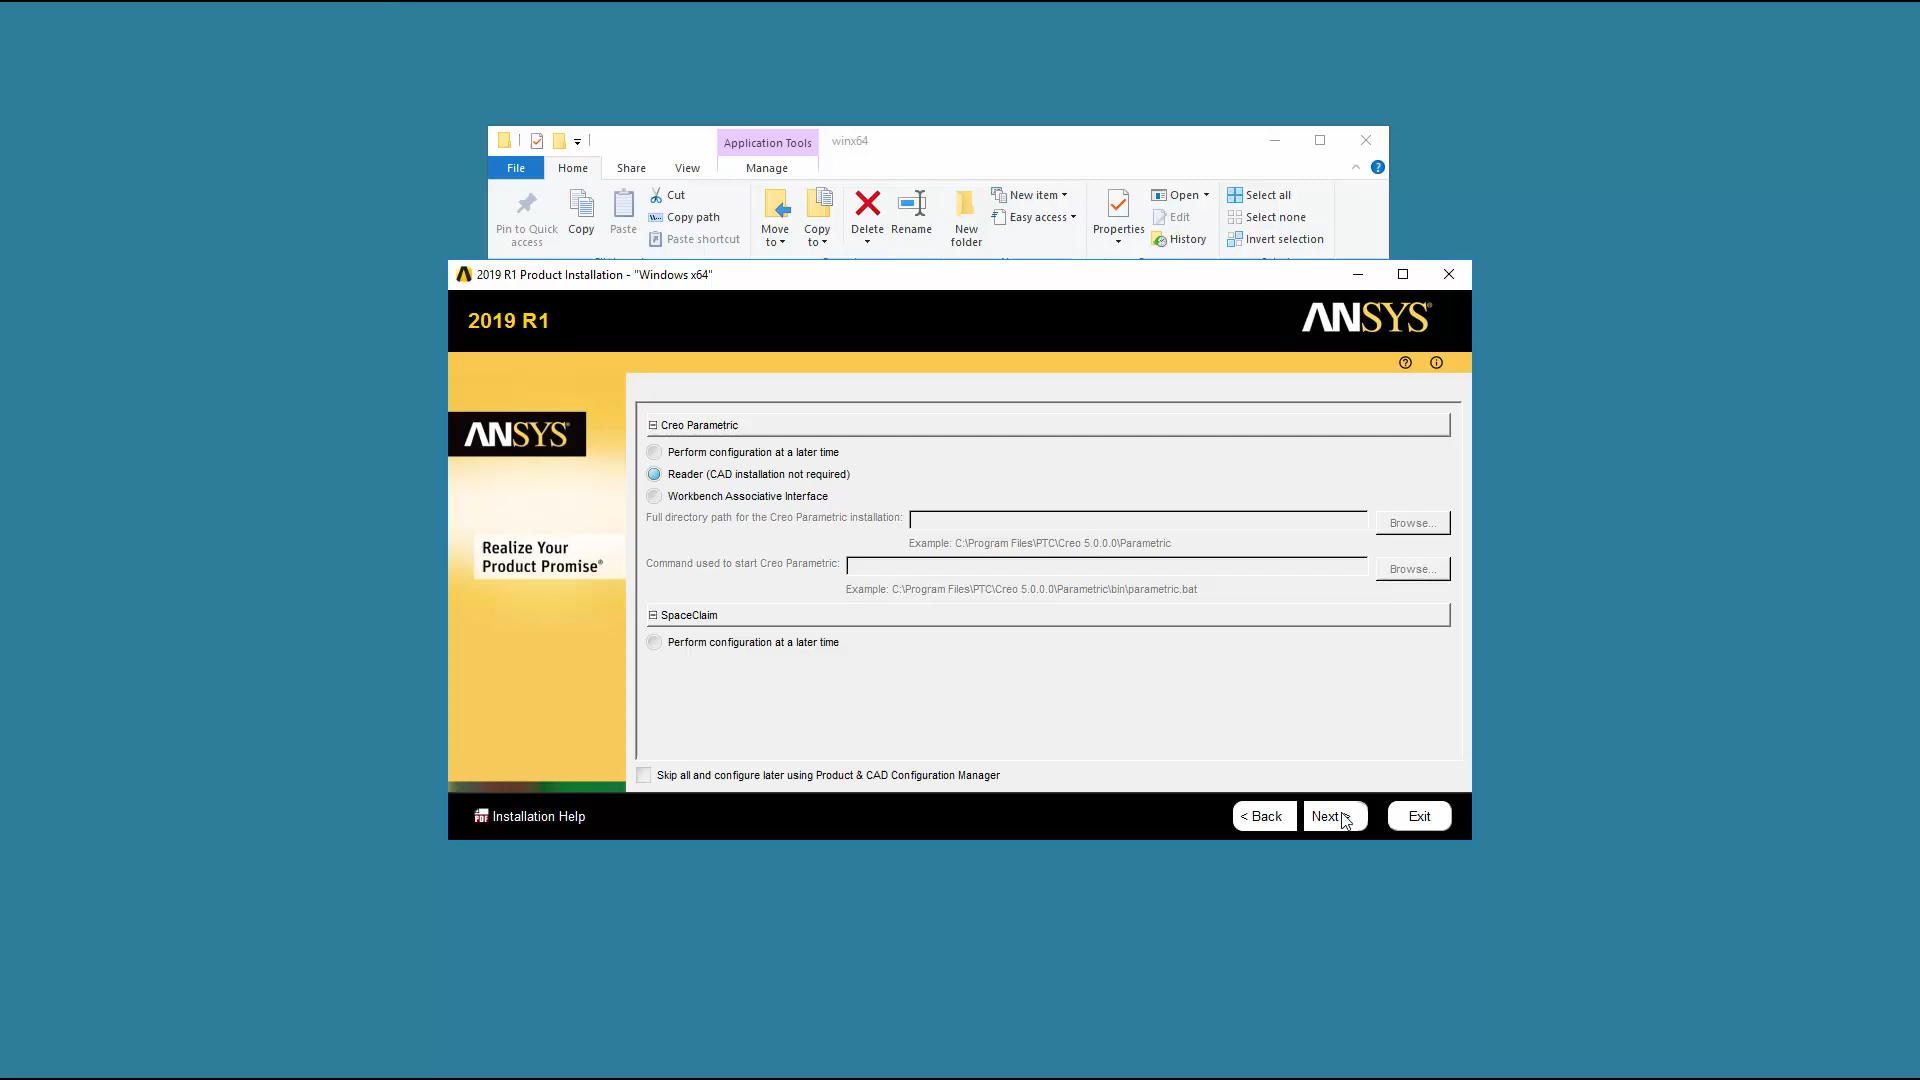 Application Tools
winx64
File
Home
Share
View
Manage
Pin to Quick access
Copy
Paste
Cut
Copy path
Paste shortcut
Move to
Copy to
Delete
Rename
New folder
New item
Easy access
Properties
Open
Edit
History
Select all
Select none
Invert selection
2019 R1 Product Installation - "Windows x64"
2019 R1
ANSYS
ANSYS
Realize Your
Product Promise®
Creo Parametric
Perform configuration at a later time
Reader (CAD installation not required)
Workbench Associative Interface
Full directory path for the Creo Parametric installation:
Browse...
Example: C:\Program Files\PTC\Creo 5.0.0.0\Parametric
Command used to start Creo Parametric:
Browse...
Example: C:\Program Files\PTC\Creo 5.0.0.0\Parametric\bin\parametric.bat
SpaceClaim
Perform configuration at a later time
Skip all and configure later using Product & CAD Configuration Manager
PDF Installation Help
< Back
Next >
Exit